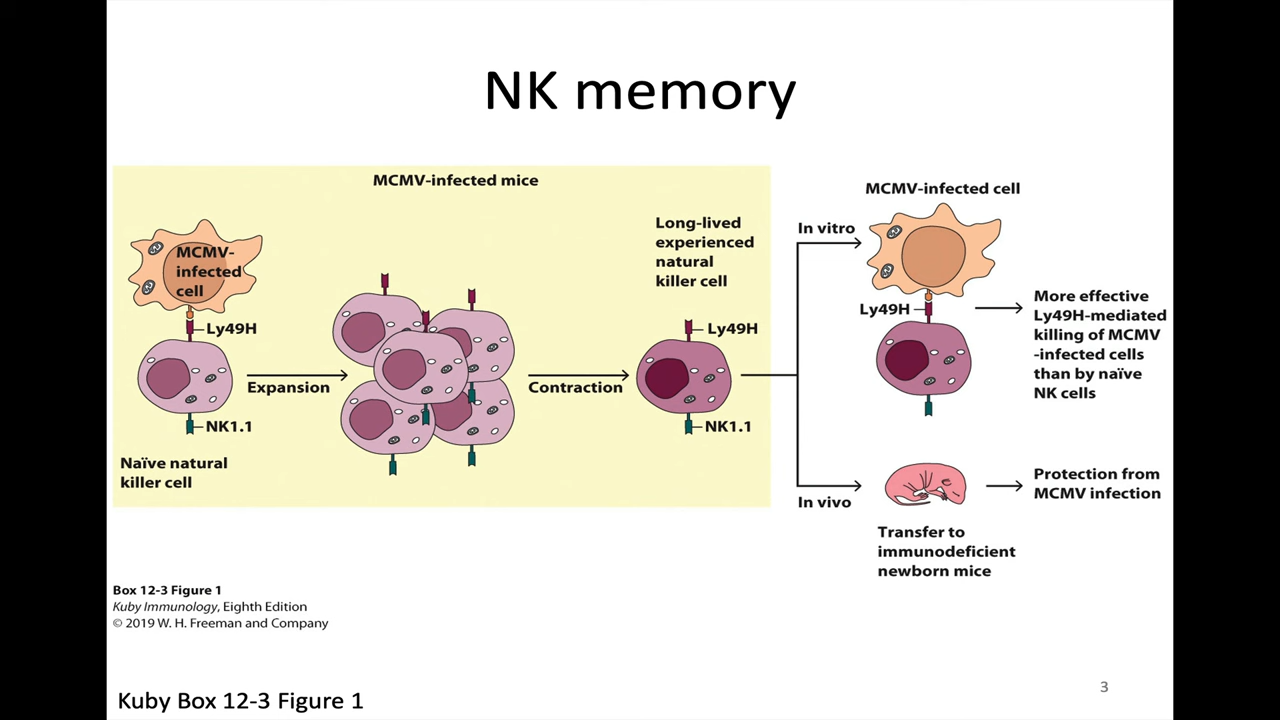 NK memory
MCMV-infected mice
MCMV-
infected
cell
Ly49H
NK1.1
Naïve natural
killer cell
Expansion
Contraction
Long-lived
experienced
natural
killer cell
Ly49H
NK1.1
In vitro
MCMV-infected cell
Ly49H
More effective
Ly49H-mediated
killing of MCMV
-infected cells
than by naïve
NK cells
In vivo
Transfer to
immunodeficient
newborn mice
Protection from
MCMV infection
Box 12-3 Figure 1
Kuby Immunology, Eighth Edition
© 2019 W. H. Freeman and Company
Kuby Box 12-3 Figure 1
3